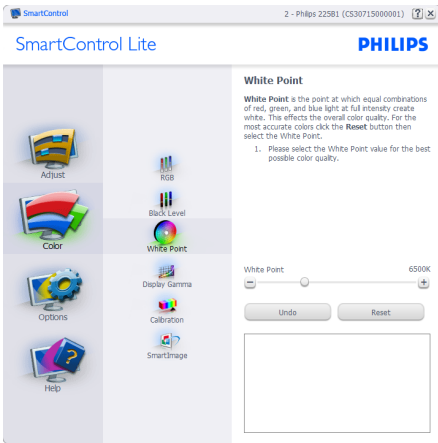 SmartControl
2 - Philips 225B1 (CS30715000001)
SmartControl Lite
PHILIPS
Adjust
Color
Options
Help
RGB
Black Level
White Point
Display Gamma
Calibration
SmartImage
White Point
White Point is the point at which equal combinations
of red, green, and blue light at full intensity create
white. This effects the overall color quality. For the
most accurate colors click the Reset button then
select the White Point.
1. Please select the White Point value for the best
possible color quality.
White Point 6500K
Undo Reset